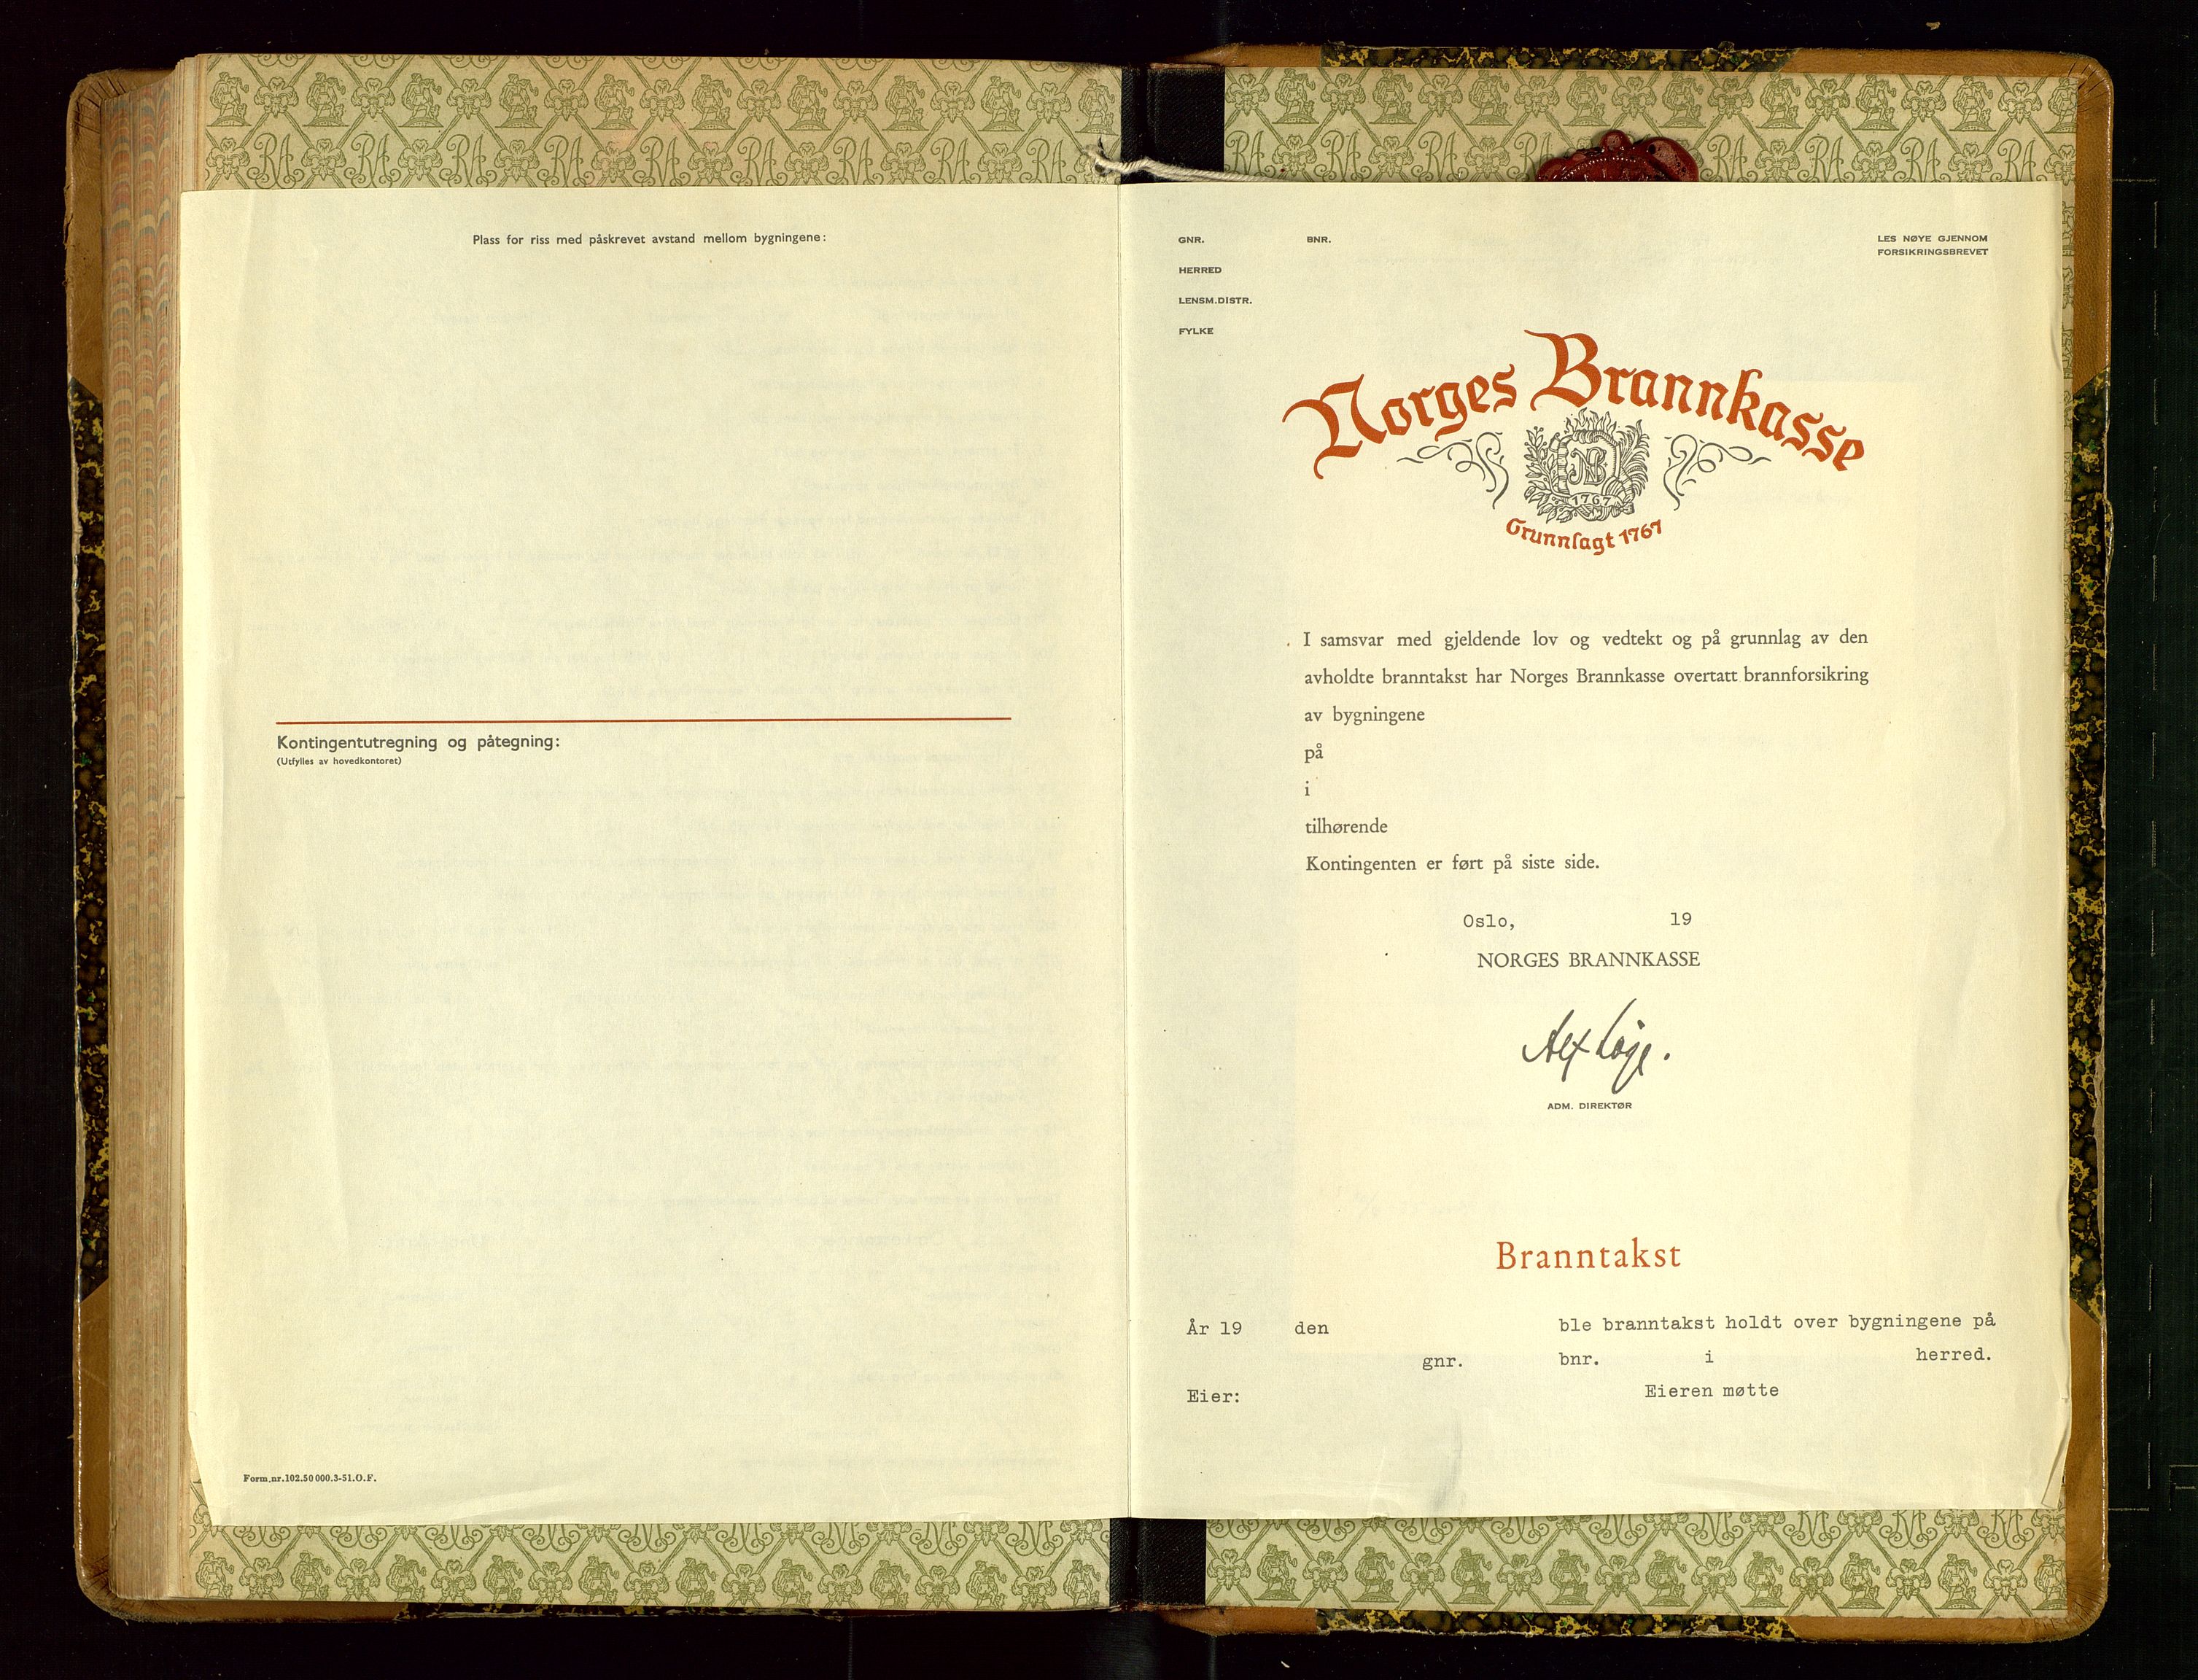 Plass for riss med påskrevet avstand mellom bygningene:
Kontingentutregning og påtegning:
(Utfylles av hovedkontoret)
Form.nr.102.50 000.3-51.O.F.
GNR. BNR.
HERRED
LENSM.DISTR.
FYLKE
LES NØYE GJENNOM
FORSIKRINGSBREVET
Norges Brannkasse
NB
1767
Grunnlagt 1767
I samsvar med gjeldende lov og vedtekt og på grunnlag av den
avholdte branntakst har Norges Brannkasse overtatt brannforsikring
av bygningene
på
i
tilhørende
Kontingenten er ført på siste side.
Oslo, 19
NORGES BRANNKASSE
ADM. DIREKTØR
Branntakst
År 19 den ble branntakst holdt over bygningene på
gnr. bnr. i herred.
Eier: Eieren møtte